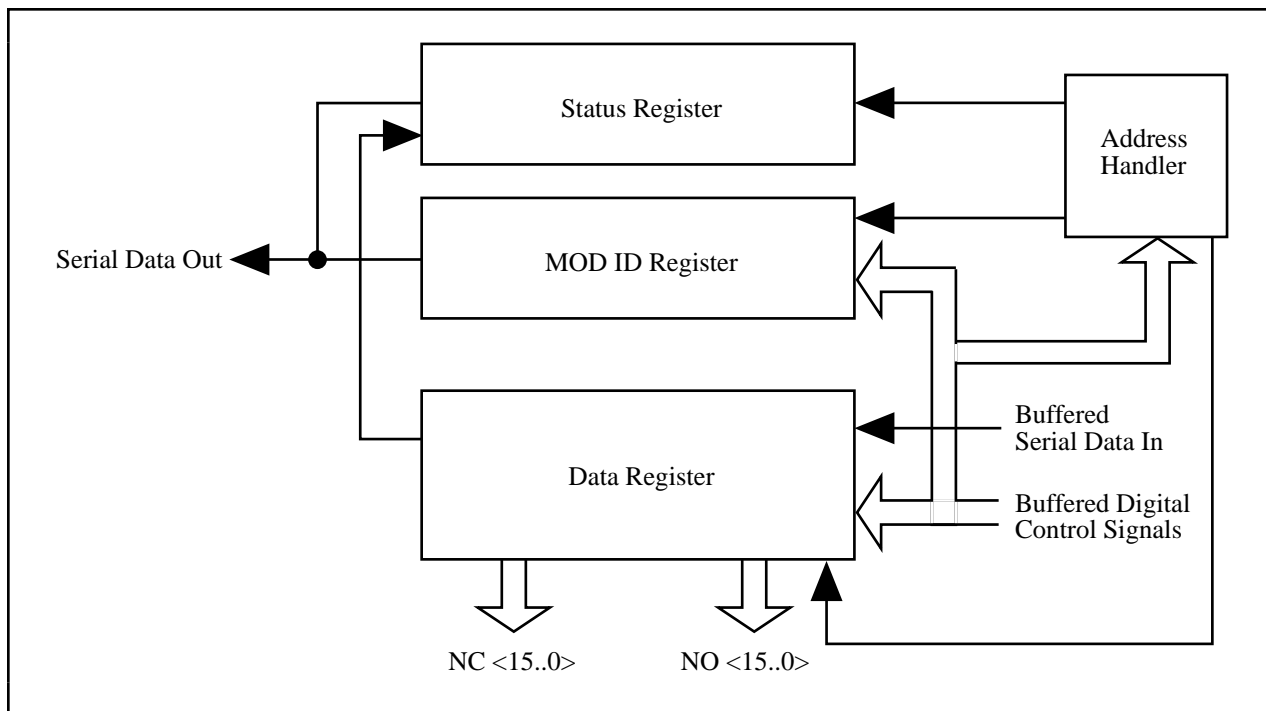 Status Register
Address
Handler
Serial Data Out
MOD ID Register
Buffered
Serial Data In
Data Register
Buffered Digital
Control Signals
NC <15..0>
NO <15..0>